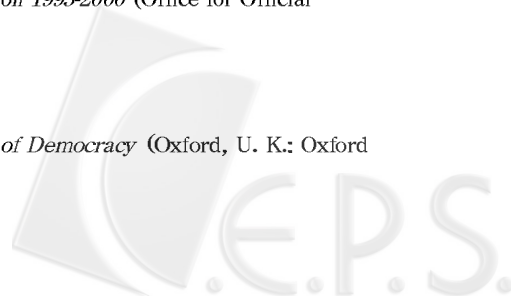 on 1995-2000 (Office for Official
of Democracy (Oxford, U. K.: Oxford
C.E.P.S.